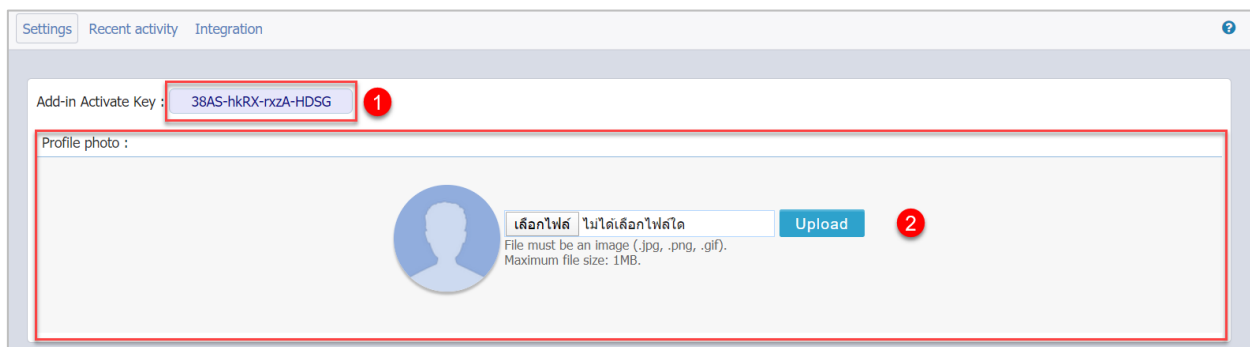 Settings Recent activity Integration
Add-in Activate Key : 38AS-hkRX-rxzA-HDSG 1
Profile photo :
เลือกไฟล์ ไม่ได้เลือกไฟล์ใด Upload 2
File must be an image (.jpg, .png, .gif).
Maximum file size: 1MB.